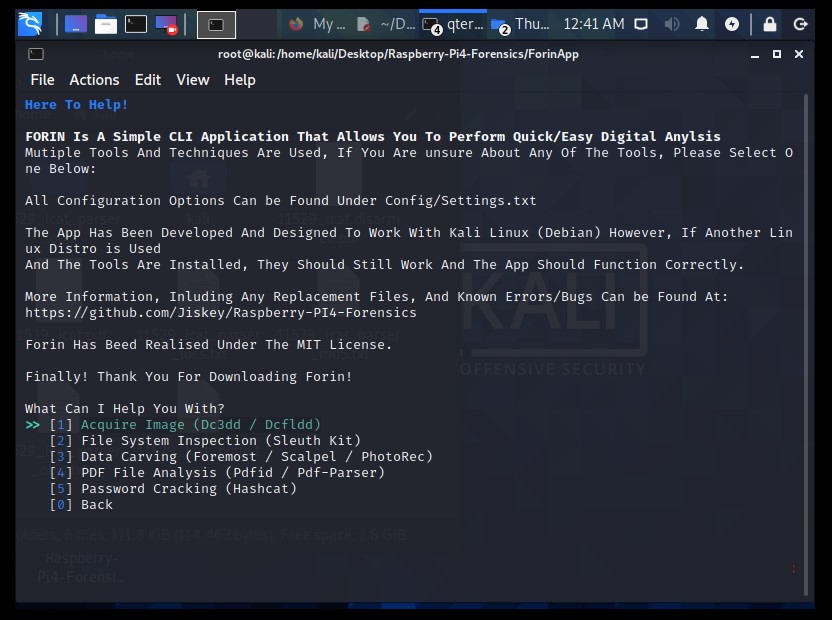 My ...
~/D...
4
qter...
2
Thu...
12:41 AM
root@kali:/home/kali/Desktop/Raspberry-Pi4-Forensics/ForinApp
File Actions Edit View Help
Here To Help!
FORIN Is A Simple CLI Application That Allows You To Perform Quick/Easy Digital Anylsis
Mutiple Tools And Techniques Are Used, If You Are unsure About Any Of The Tools, Please Select O
ne Below:
All Configuration Options Can be Found Under Config/Settings.txt
The App Has Been Developed And Designed To Work With Kali Linux (Debian) However, If Another Lin
ux Distro is Used
And The Tools Are Installed, They Should Still Work And The App Should Function Correctly.
More Information, Inluding Any Replacement Files, And Known Errors/Bugs Can be Found At:
https://github.com/Jiskey/Raspberry-PI4-Forensics
Forin Has Beed Realised Under The MIT License.
Finally! Thank You For Downloading Forin!
What Can I Help You With?
>> [1] Acquire Image (Dc3dd / Dcfldd)
[2] File System Inspection (Sleuth Kit)
[3] Data Carving (Foremost / Scalpel / PhotoRec)
[4] PDF File Analysis (Pdfid / Pdf-Parser)
[5] Password Cracking (Hashcat)
[0] Back
KALI
OFFENSIVE SECURITY
Raspberry-
Pi4-Forensi...